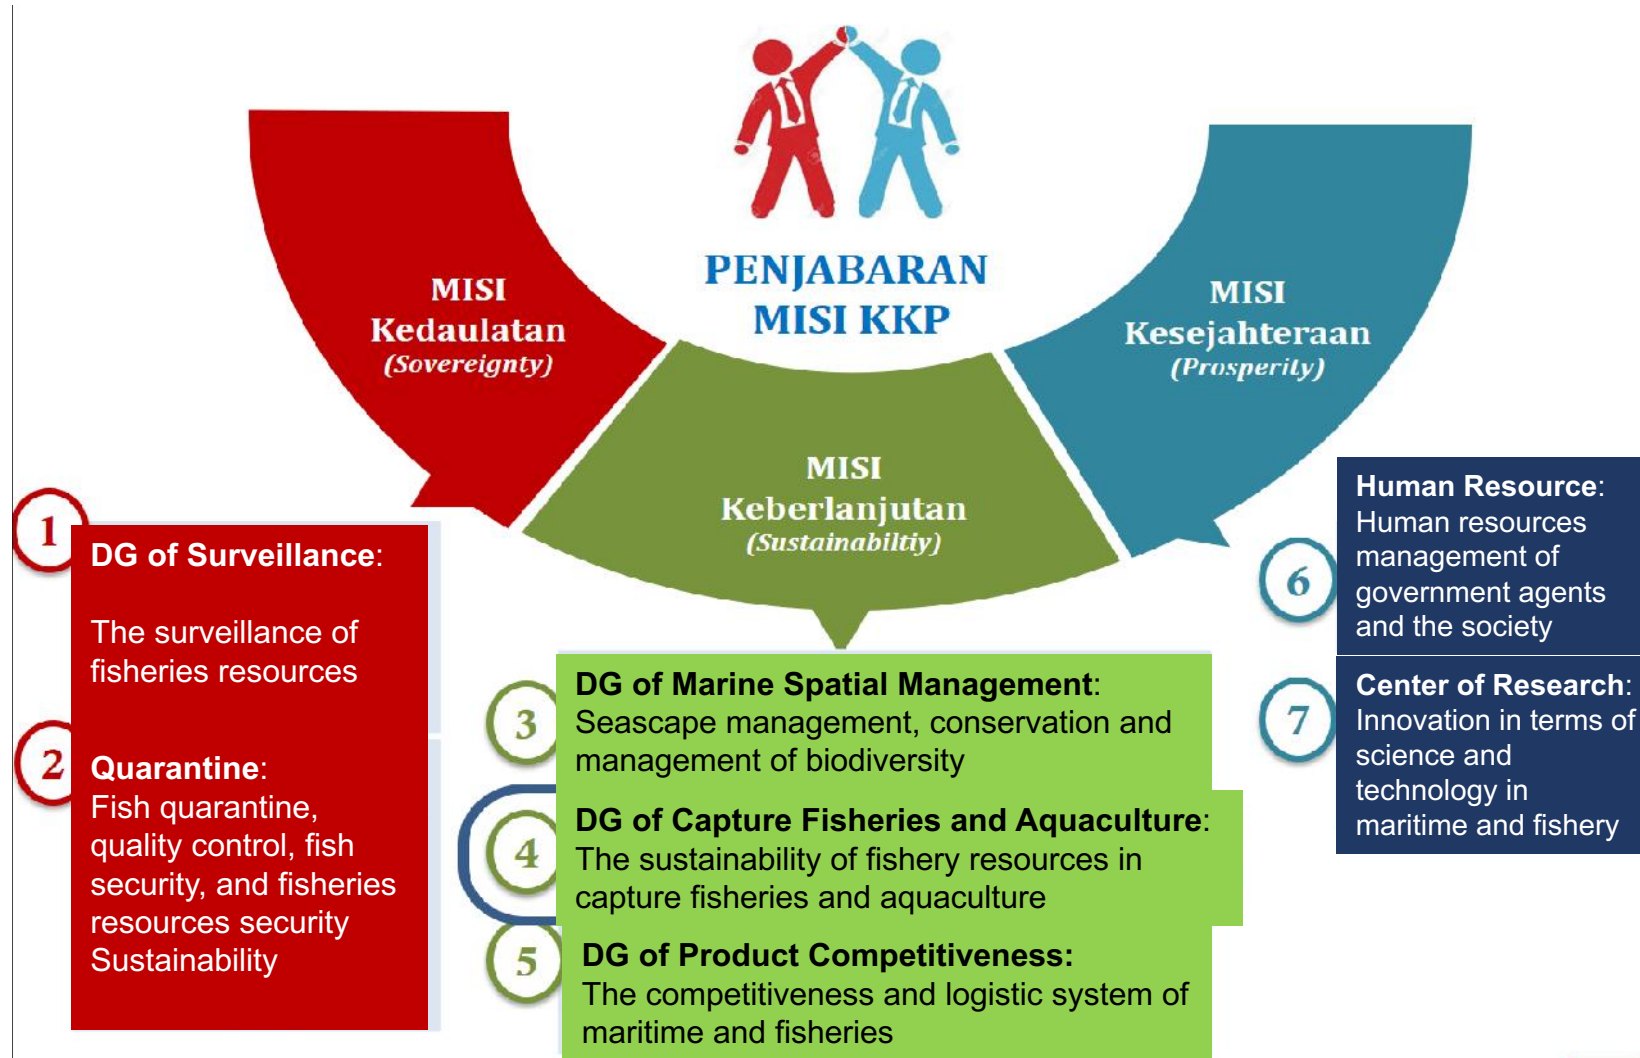 PENJABARAN
MISI KKP
MISI
Kedaulatan
(Sovereignty)
MISI
Keberlanjutan
(Sustainabiltiy)
MISI
Kesejahteraan
(Prosperity)
1
DG of Surveillance:
The surveillance of
fisheries resources
2
Quarantine:
Fish quarantine,
quality control, fish
security, and fisheries
resources security
Sustainability
3
DG of Marine Spatial Management:
Seascape management, conservation and
management of biodiversity
4
DG of Capture Fisheries and Aquaculture:
The sustainability of fishery resources in
capture fisheries and aquaculture
5
DG of Product Competitiveness:
The competitiveness and logistic system of
maritime and fisheries
6
Human Resource:
Human resources
management of
government agents
and the society
7
Center of Research:
Innovation in terms of
science and
technology in
maritime and fishery